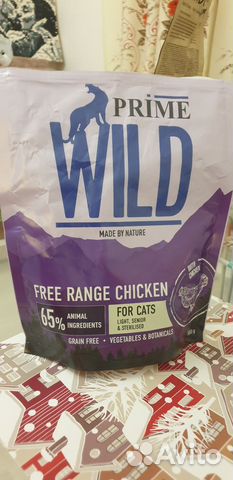 PRIME
WILD
MADE BY NATURE
FREE RANGE CHICKEN
65% ANIMAL INGREDIENTS
FOR CATS
LIGHT, SENIOR & STERILISED
GRAIN FREE • VEGETABLES & BOTANICALS
Avito